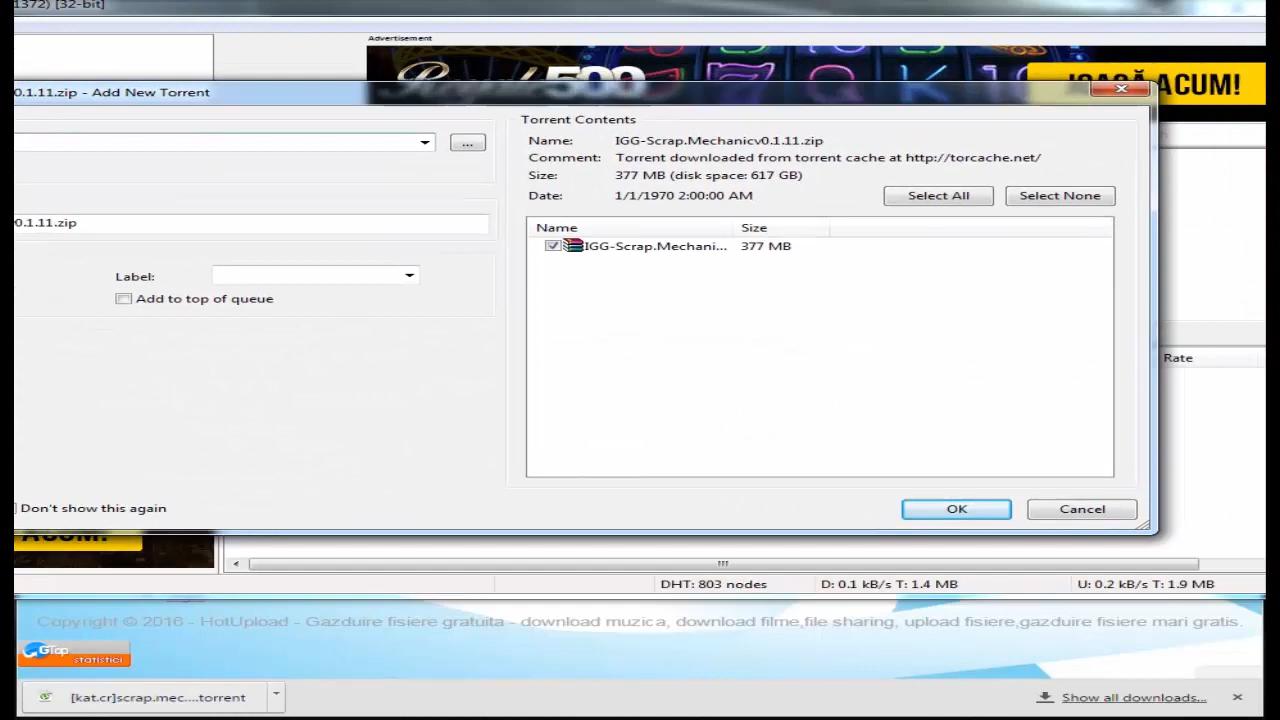 1372) [32-bit]
Advertisement
500
JOACĂ ACUM!
0.1.11.zip - Add New Torrent
...
0.1.11.zip
Label:
Add to top of queue
Don't show this again
Torrent Contents
Name: IGG-Scrap.Mechanicv0.1.11.zip
Comment: Torrent downloaded from torrent cache at http://torcache.net/
Size: 377 MB (disk space: 617 GB)
Date: 1/1/1970 2:00:00 AM
Select All
Select None
Name Size
IGG-Scrap.Mechani... 377 MB
OK
Cancel
Rate
ACUM!
DHT: 803 nodes
D: 0.1 kB/s T: 1.4 MB
U: 0.2 kB/s T: 1.9 MB
Copyright © 2016 - HotUpload - Gazduire fisiere gratuita - download muzica, download filme,file sharing, upload fisiere,gazduire fisiere mari gratis.
GTop
statistici
[kat.cr]scrap.mec....torrent
Show all downloads...